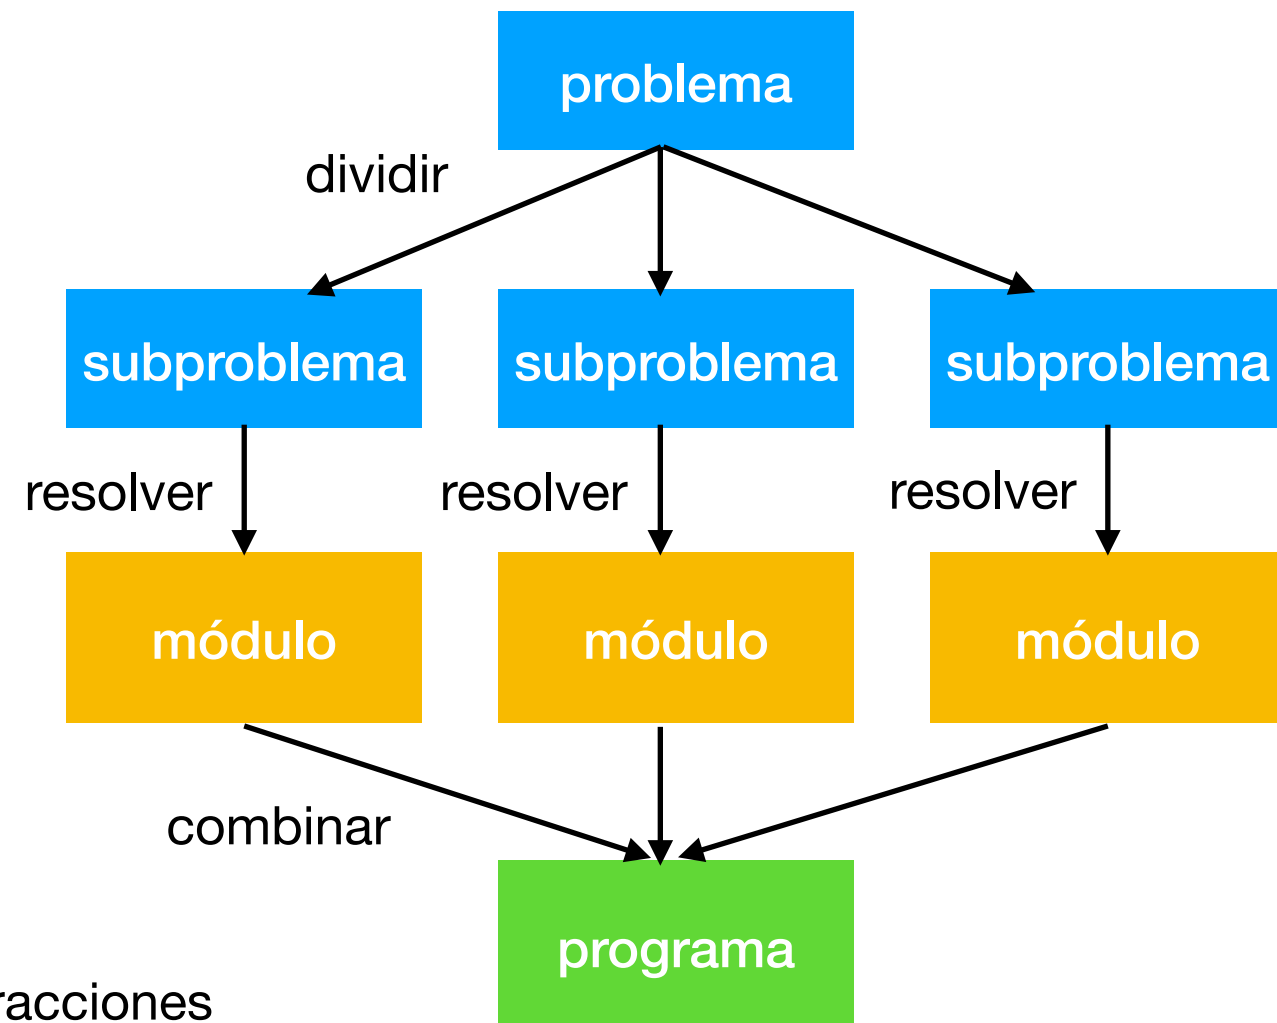 problema
dividir
subproblema subproblema subproblema
resolver resolver resolver
módulo módulo módulo
combinar
programa
racciones